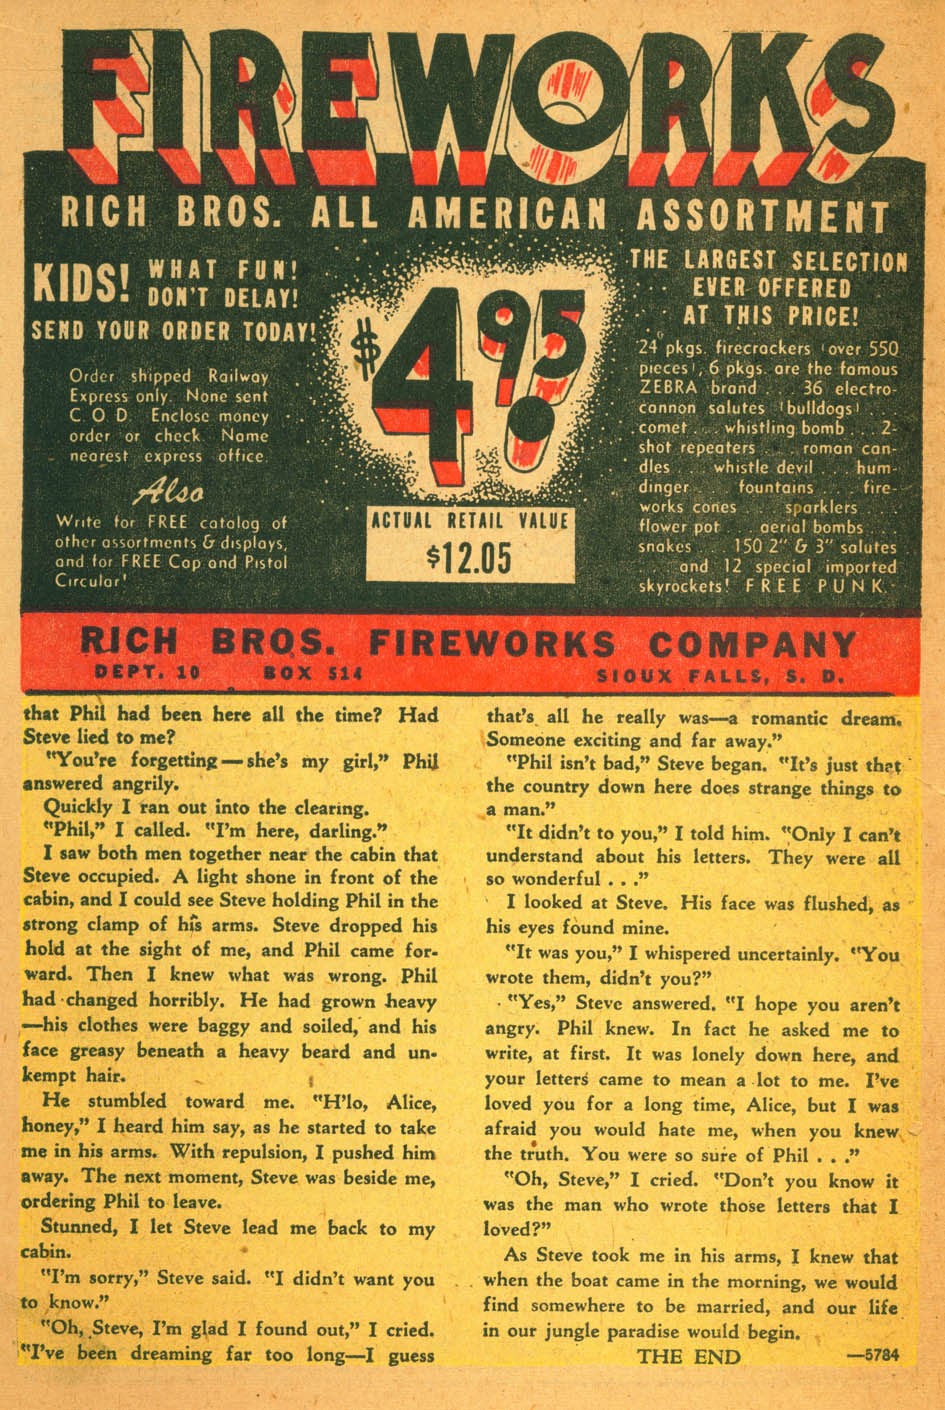 FIREWORKS
RICH BROS. ALL AMERICAN ASSORTMENT
KIDS! WHAT FUN!
DON'T DELAY!
SEND YOUR ORDER TODAY!
Order shipped Railway
Express only. None sent
C O D Enclose money
order or check Name
nearest express office.
Also
Write for FREE catalog of
other assortments & displays,
and for FREE Cap and Pistol
Circular!
$4.95
ACTUAL RETAIL VALUE
$12.05
THE LARGEST SELECTION
EVER OFFERED
AT THIS PRICE!
24 pkgs. firecrackers (over 550
pieces), 6 pkgs. are the famous
ZEBRA brand . . . 36 electro-
cannon salutes (bulldogs) . . .
comet . . . whistling bomb . . . 2-
shot repeaters . . . roman can-
dles . . . whistle devil . . . hum-
dinger . . . fountains . . . fire-
works cones . . . sparklers . . .
flower pot . . . aerial bombs . . .
snakes . . . 150 2" & 3" salutes . .
. . . and 12 special imported
skyrockets! FREE PUNK.
RICH BROS. FIREWORKS COMPANY
DEPT. 10 BOX 514 SIOUX FALLS, S. D.
that Phil had been here all the time? Had
Steve lied to me?
"You're forgetting—she's my girl," Phil
answered angrily.
Quickly I ran out into the clearing.
"Phil," I called. "I'm here, darling."
I saw both men together near the cabin that
Steve occupied. A light shone in front of the
cabin, and I could see Steve holding Phil in the
strong clamp of his arms. Steve dropped his
hold at the sight of me, and Phil came for-
ward. Then I knew what was wrong. Phil
had changed horribly. He had grown heavy
—his clothes were baggy and soiled, and his
face greasy beneath a heavy beard and un-
kempt hair.
He stumbled toward me. "H'lo, Alice,
honey," I heard him say, as he started to take
me in his arms. With repulsion, I pushed him
away. The next moment, Steve was beside me,
ordering Phil to leave.
Stunned, I let Steve lead me back to my
cabin.
"I'm sorry," Steve said. "I didn't want you
to know."
"Oh, Steve, I'm glad I found out," I cried.
"I've been dreaming far too long—I guess
that's all he really was—a romantic dream.
Someone exciting and far away."
"Phil isn't bad," Steve began. "It's just that
the country down here does strange things to
a man."
"It didn't to you," I told him. "Only I can't
understand about his letters. They were all
so wonderful . . ."
I looked at Steve. His face was flushed, as
his eyes found mine.
"It was you," I whispered uncertainly. "You
wrote them, didn't you?"
"Yes," Steve answered. "I hope you aren't
angry. Phil knew. In fact he asked me to
write, at first. It was lonely down here, and
your letters came to mean a lot to me. I've
loved you for a long time, Alice, but I was
afraid you would hate me, when you knew
the truth. You were so sure of Phil . . ."
"Oh, Steve," I cried. "Don't you know it
was the man who wrote those letters that I
loved?"
As Steve took me in his arms, I knew that
when the boat came in the morning, we would
find somewhere to be married, and our life
in our jungle paradise would begin.
THE END —5784